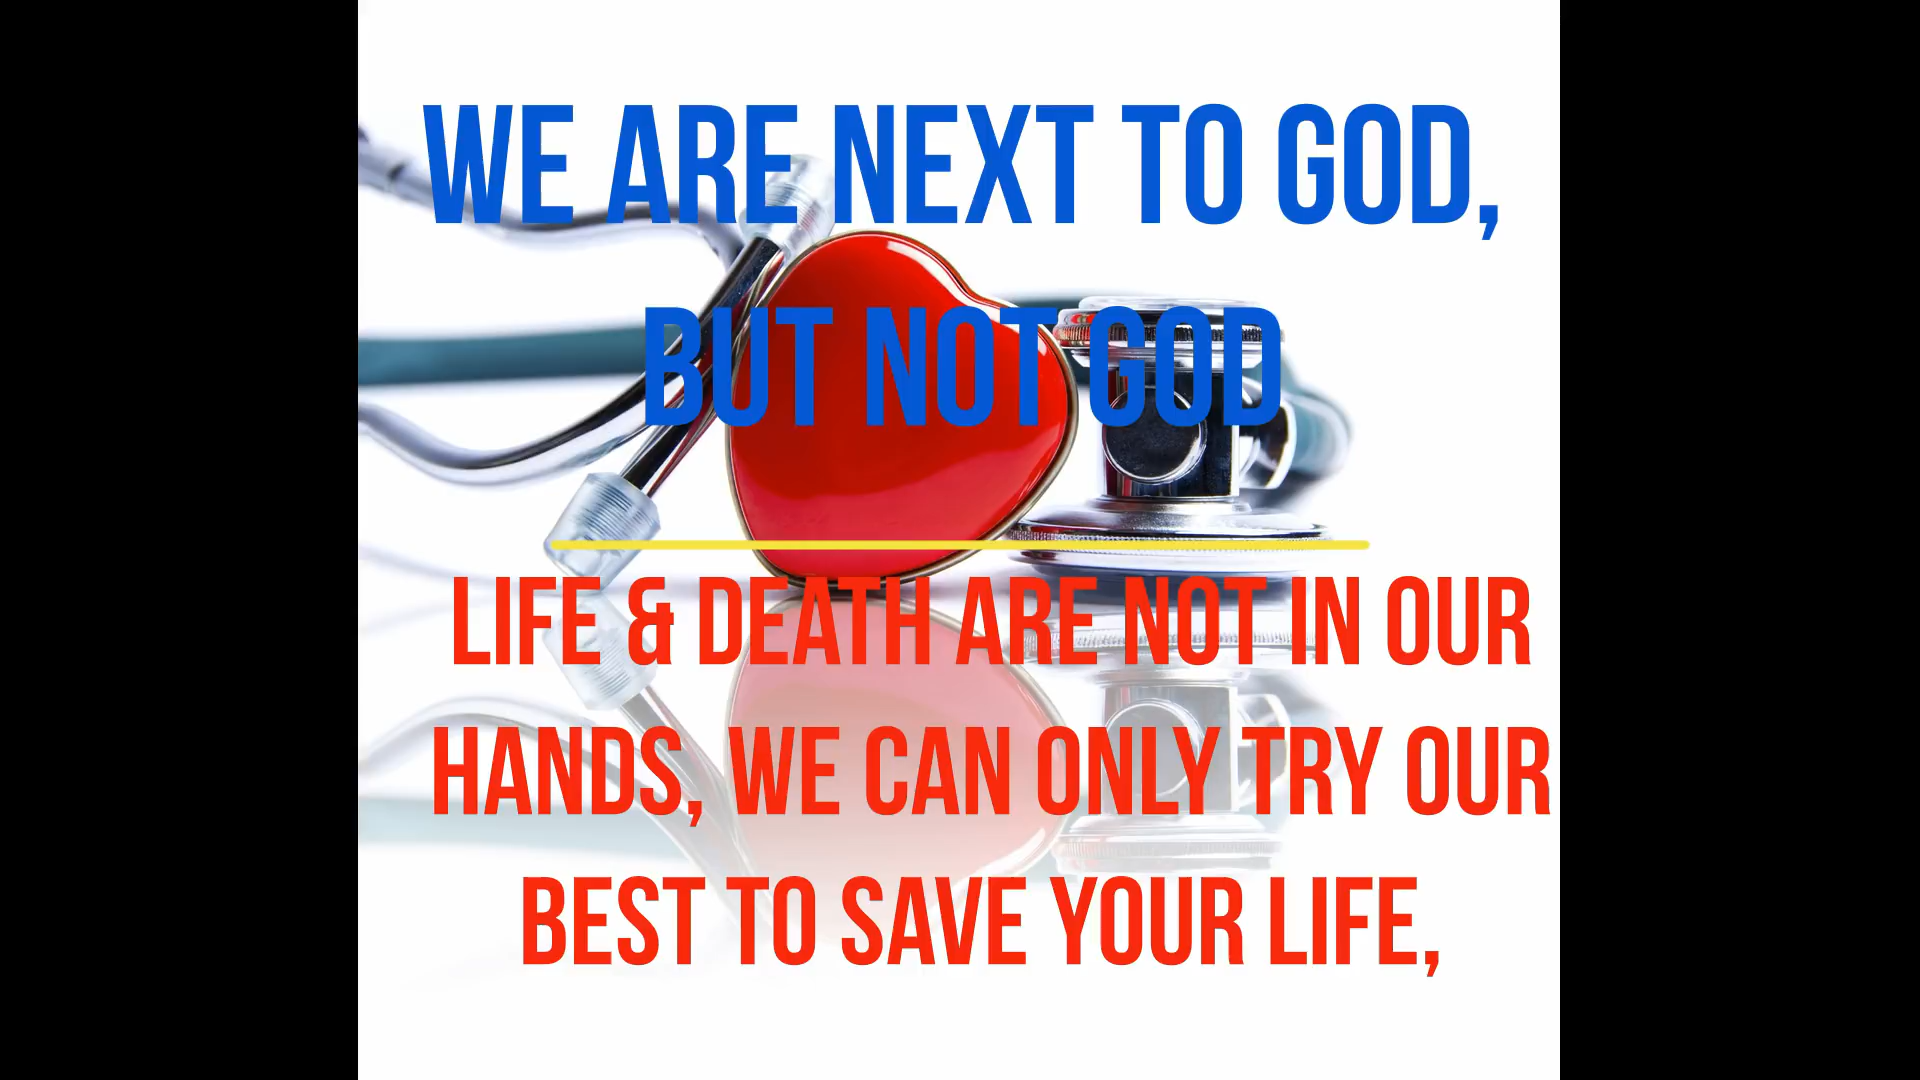 WE ARE NEXT TO GOD,
BUT NOT GOD
LIFE & DEATH ARE NOT IN OUR
HANDS, WE CAN ONLY TRY OUR
BEST TO SAVE YOUR LIFE,